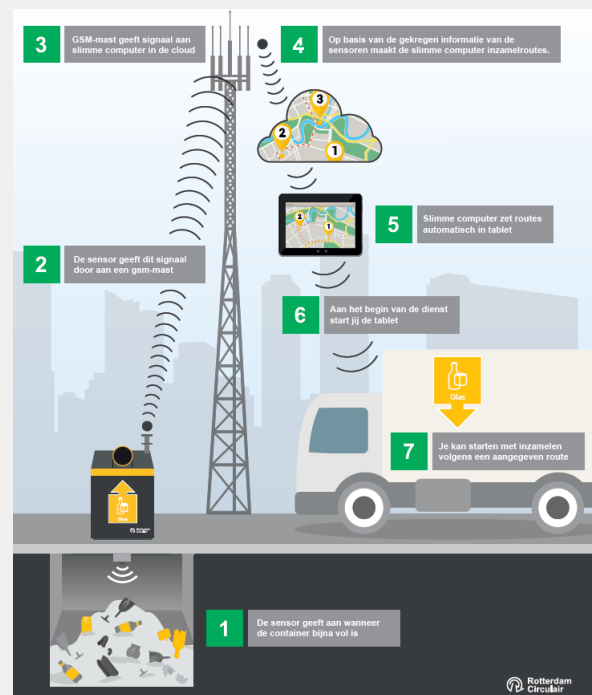 3
GSM-mast geeft signaal aan
slimme computer in de cloud
4
Op basis van de gekregen informatie van de
sensoren maakt de slimme computer inzamelroutes.
3
2
1
2
1
5
Slimme computer zet routes
automatisch in tablet
2
De sensor geeft dit signaal
door aan een gsm-mast
6
Aan het begin van de dienst
start jij de tablet
Glas
7
Je kan starten met inzamelen
volgens een aangegeven route
Glas
Rotterdam
Circulair
1
De sensor geeft aan wanneer
de container bijna vol is
Rotterdam
Circulair